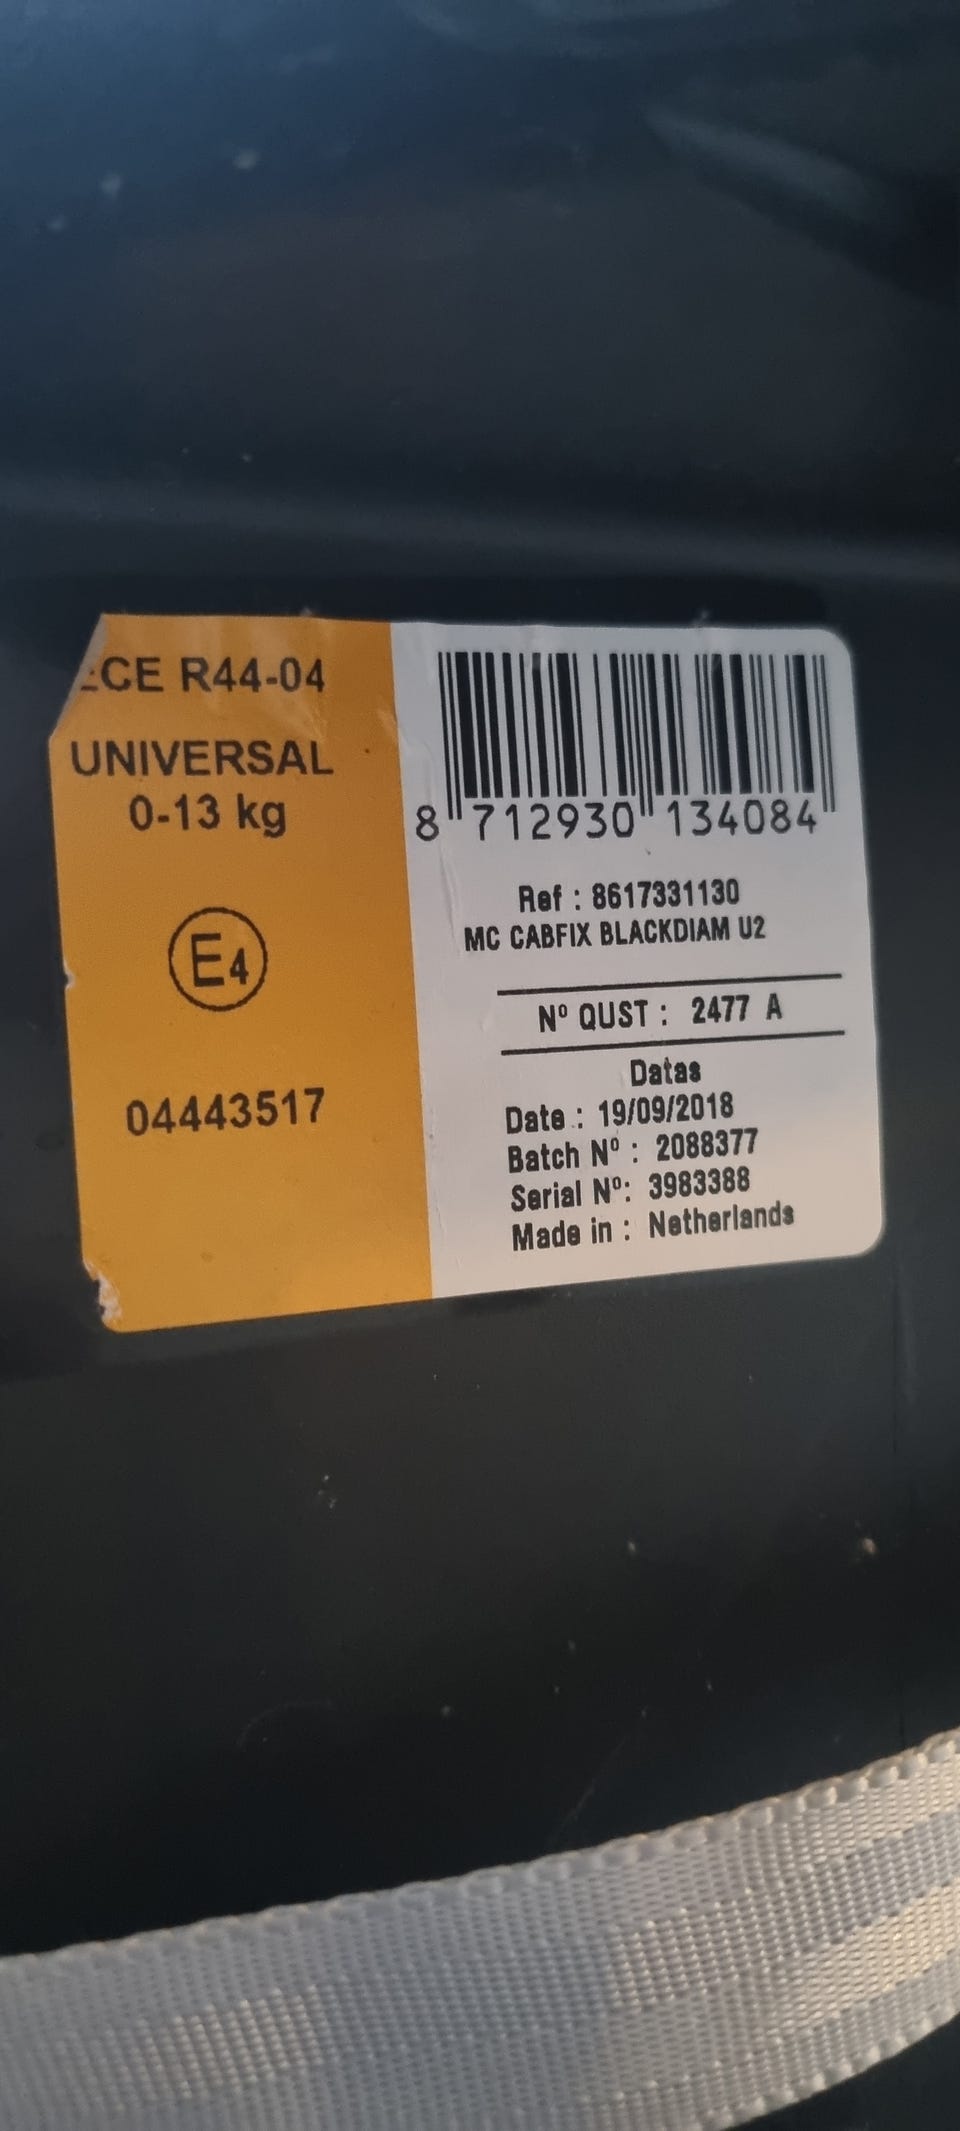 ECE R44-04
UNIVERSAL
0-13 kg
E4
04443517
8 712930 134084
Ref : 8617331130
MC CABFIX BLACKDIAM U2
Nº QUST : 2477 A
Datas
Date : 19/09/2018
Batch Nº : 2088377
Serial Nº: 3983388
Made in : Netherlands